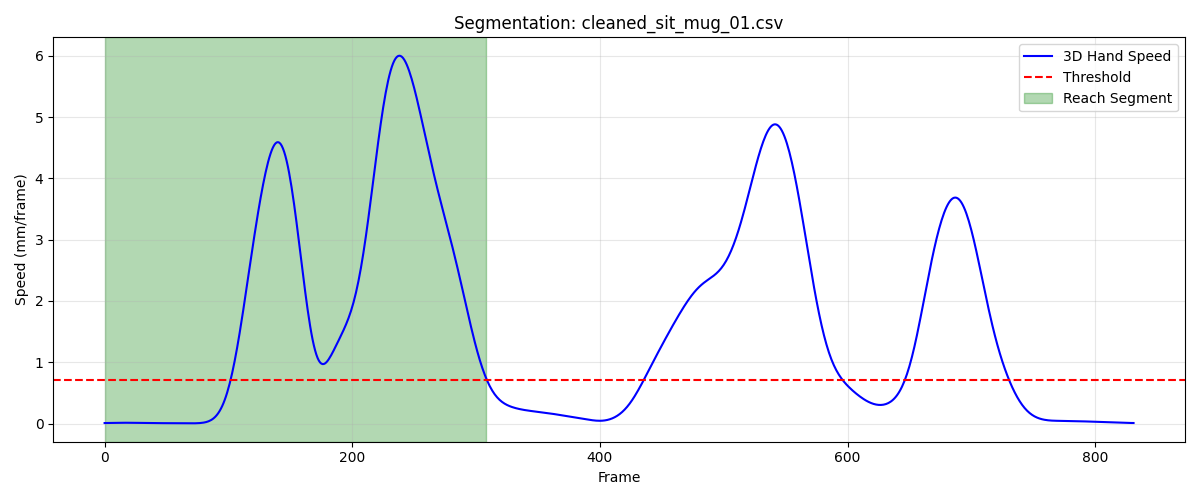 Segmentation: cleaned_sit_mug_01.csv
3D Hand Speed
Threshold
Reach Segment
Speed (mm/frame)
6
5
4
3
2
1
0
0 200 400 600 800
Frame